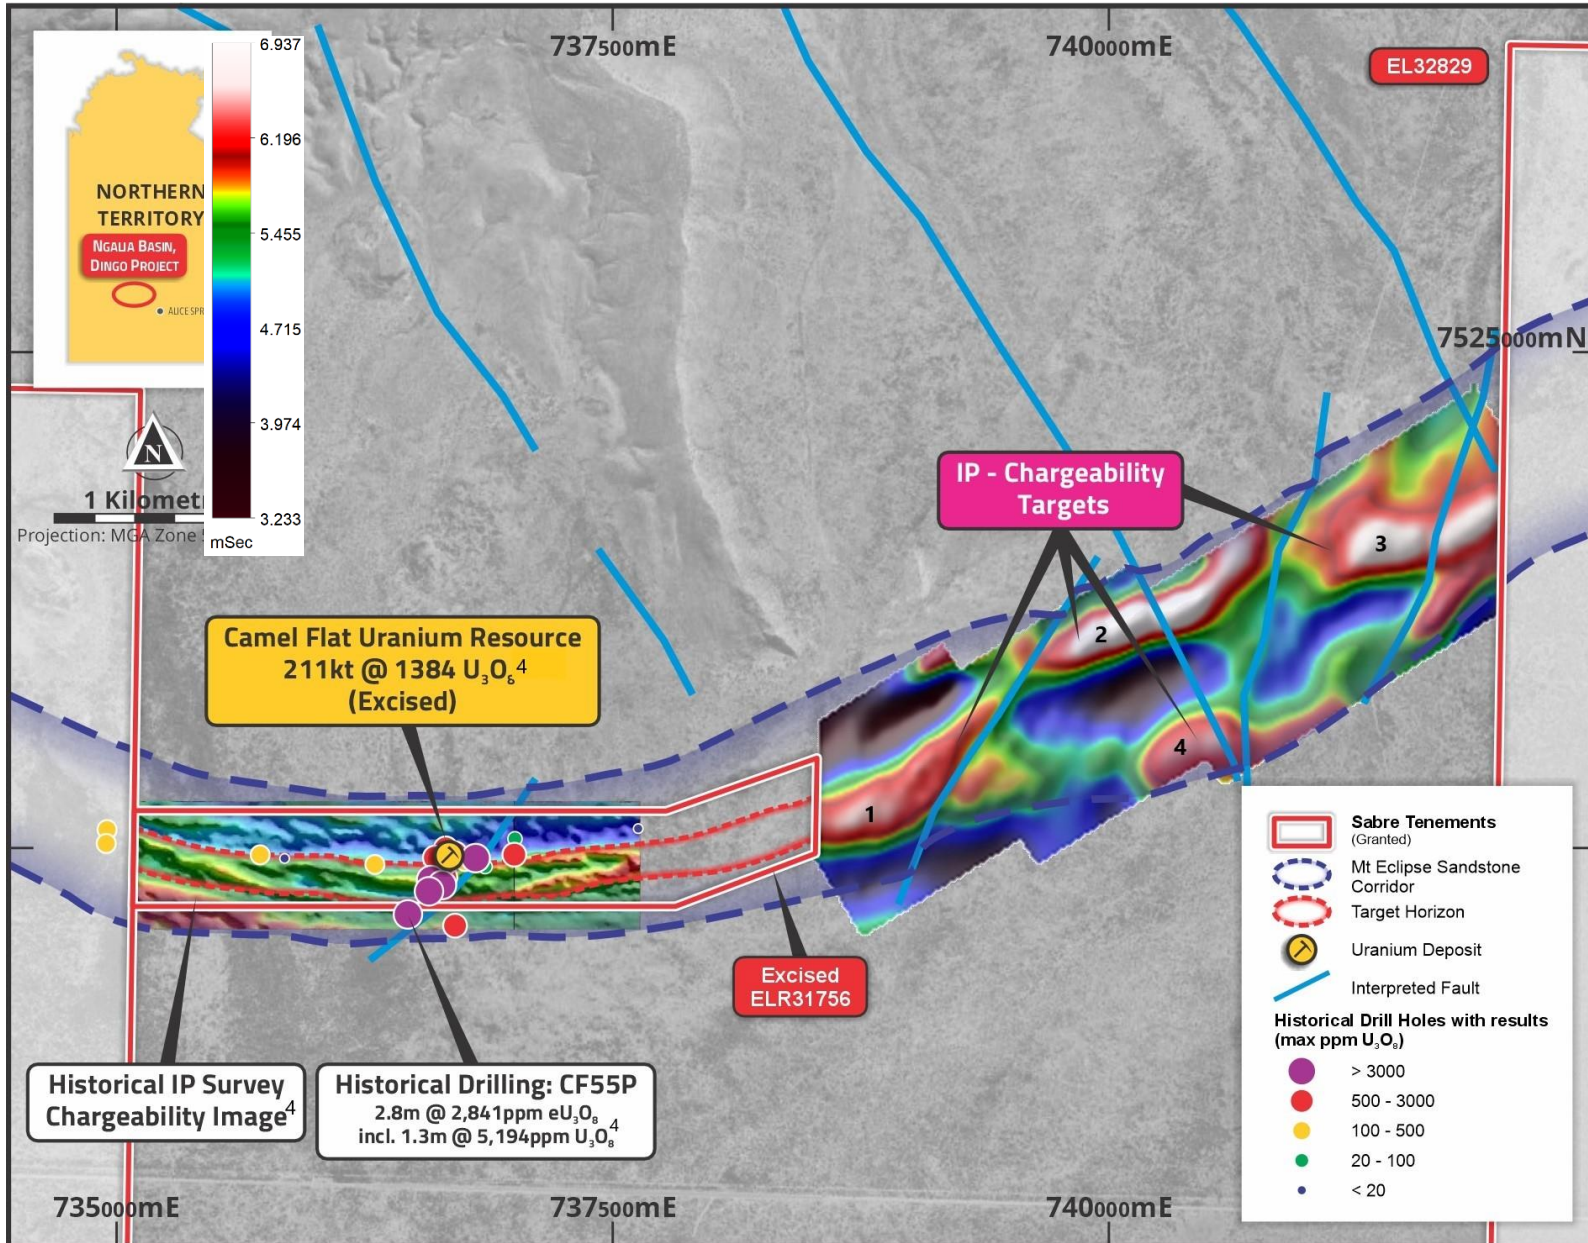 737500mE
740000mE
EL32829
6.937
6.196
5.455
4.715
3.974
3.233
mSec
NORTHERN
TERRITORY
NGALIA BASIN,
DINGO PROJECT
ALICE SPR
7525000mN
N
1 Kilomet
Projection: MGA Zone
IP - Chargeability
Targets
1
2
3
4
Camel Flat Uranium Resource
211kt @ 1384 U₃O₈⁴
(Excised)
Excised
ELR31756
Historical IP Survey
Chargeability Image⁴
Historical Drilling: CF55P
2.8m @ 2,841ppm eU₃O₈
incl. 1.3m @ 5,194ppm U₃O₈⁴
Sabre Tenements
(Granted)
Mt Eclipse Sandstone
Corridor
Target Horizon
Uranium Deposit
Interpreted Fault
Historical Drill Holes with results
(max ppm U₃O₈)
> 3000
500 - 3000
100 - 500
20 - 100
< 20
735000mE
737500mE
740000mE